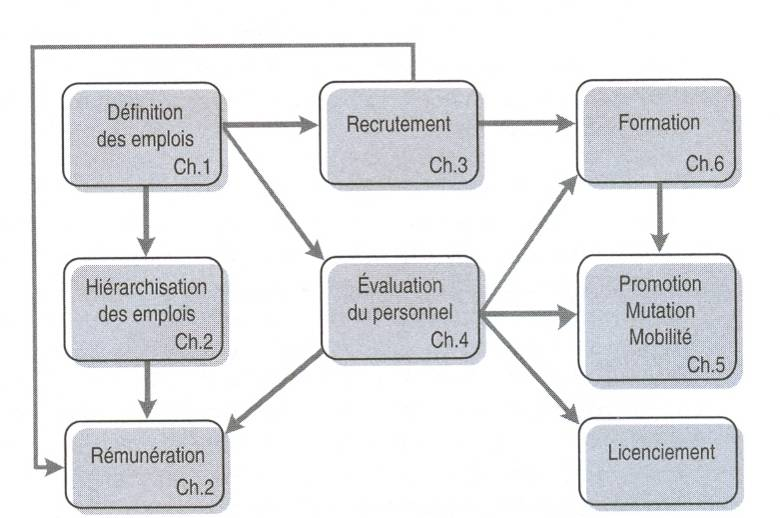 Définition
des emplois
Ch.1
Recrutement
Ch.3
Formation
Ch.6
Hiérarchisation
des emplois
Ch.2
Évaluation
du personnel
Ch.4
Promotion
Mutation
Mobilité
Ch.5
Rémunération
Ch.2
Licenciement